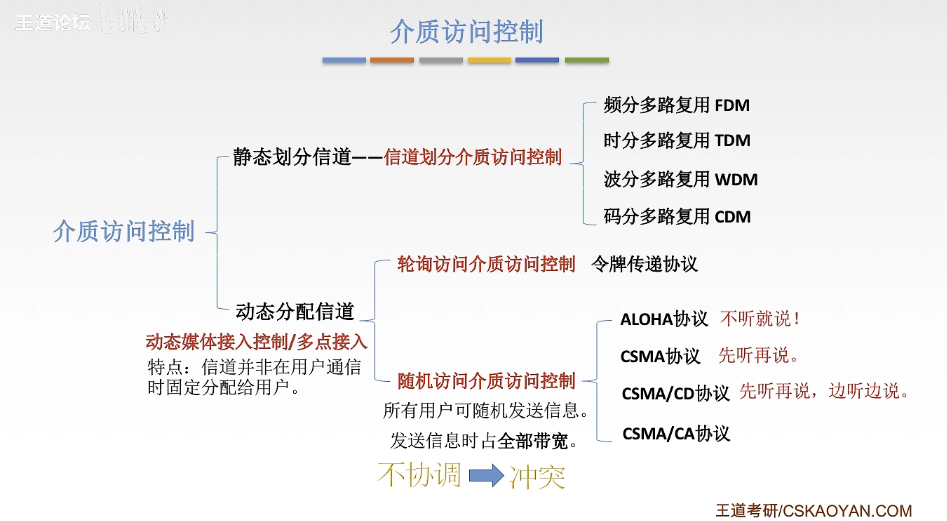 王道论坛
介质访问控制
频分多路复用 FDM
静态划分信道——信道划分介质访问控制
时分多路复用 TDM
波分多路复用 WDM
码分多路复用 CDM
介质访问控制
轮询访问介质访问控制 令牌传递协议
动态分配信道
动态媒体接入控制/多点接入
特点：信道并非在用户通信
时固定分配给用户。
ALOHA协议 不听就说！
CSMA协议 先听再说。
随机访问介质访问控制
CSMA/CD协议 先听再说，边听边说。
所有用户可随机发送信息。
发送信息时占全部带宽。
CSMA/CA协议
不协调 冲突
王道考研/CSKAOYAN.COM